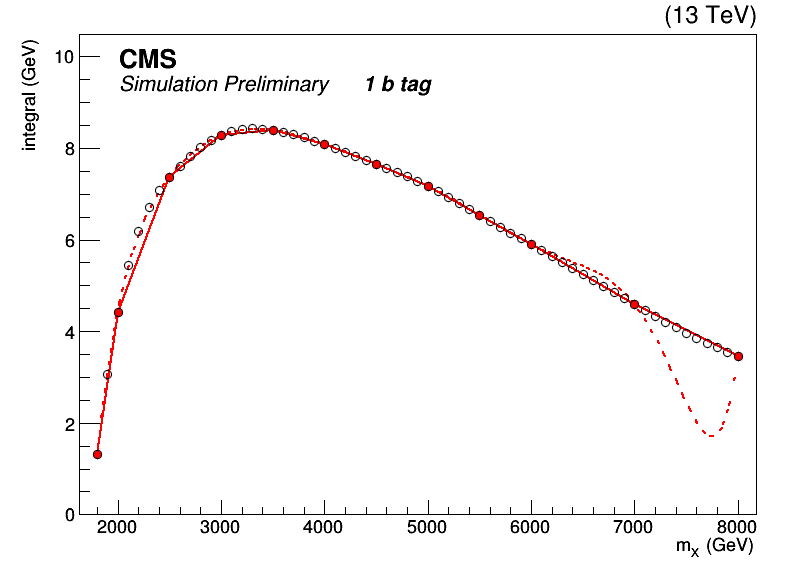 (13 TeV)
integral (GeV)
CMS
Simulation Preliminary 1 b tag
10
8
6
4
2
0
2000 3000 4000 5000 6000 7000 8000
m_X (GeV)